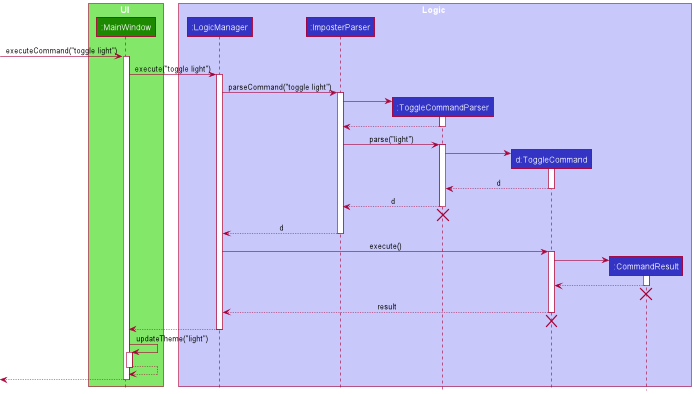 UI
Logic
:MainWindow
:LogicManager
:ImposterParser
executeCommand("toggle light")
execute("toggle light")
parseCommand("toggle light")
:ToggleCommandParser
parse("light")
d:ToggleCommand
d
d
d
execute()
:CommandResult
result
updateTheme("light")